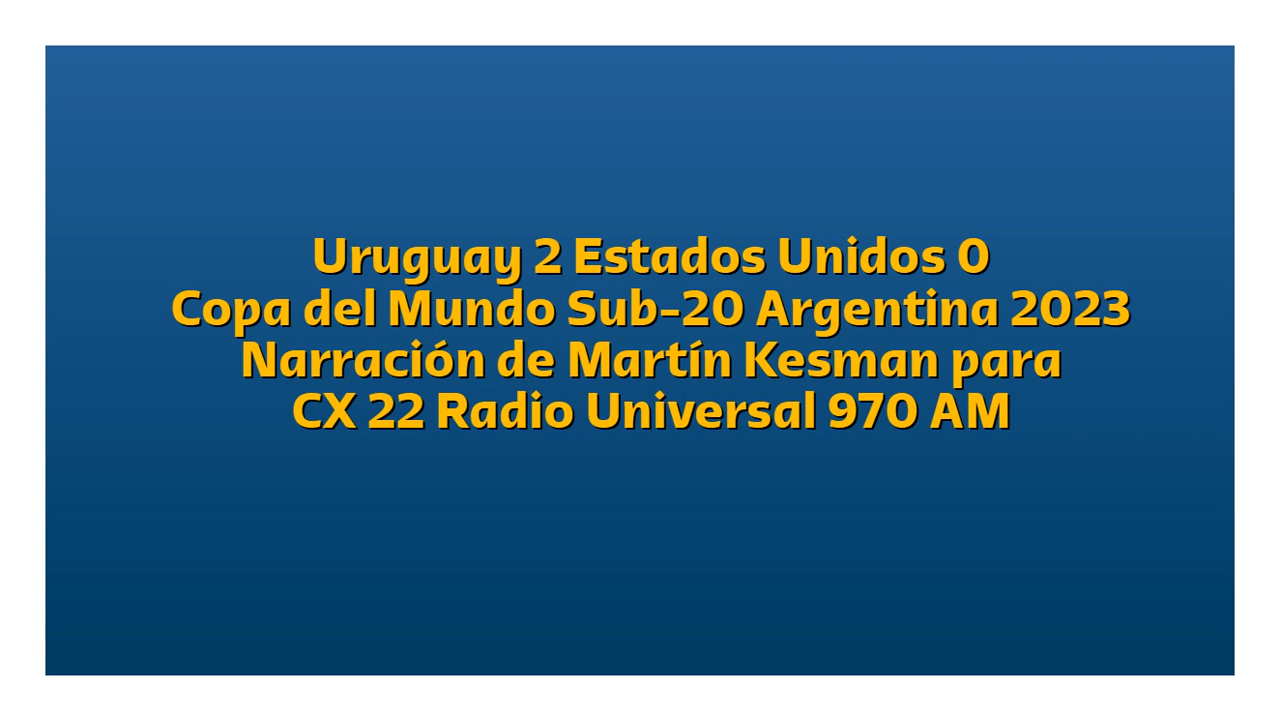 Uruguay 2 Estados Unidos 0
Copa del Mundo Sub-20 Argentina 2023
Narración de Martín Kesman para
CX 22 Radio Universal 970 AM